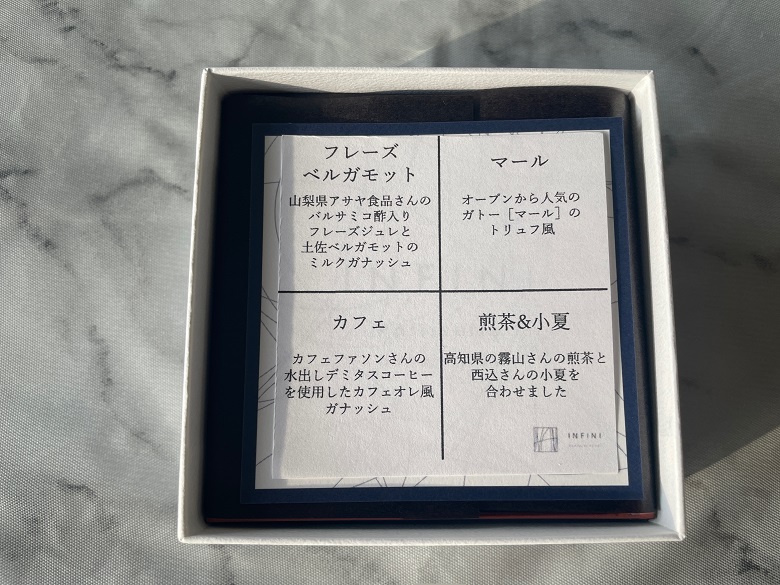 フレーズ
ベルガモット
山梨県アサヤ食品さんの
バルサミコ酢入り
フレーズジュレと
土佐ベルガモットの
ミルクガナッシュ
マール
オーブンから人気の
ガトー［マール］の
トリュフ風
カフェ
カフェファソンさんの
水出しデミタスコーヒー
を使用したカフェオレ風
ガナッシュ
煎茶&小夏
高知県の霧山さんの煎茶と
西込さんの小夏を
合わせました
INFINI